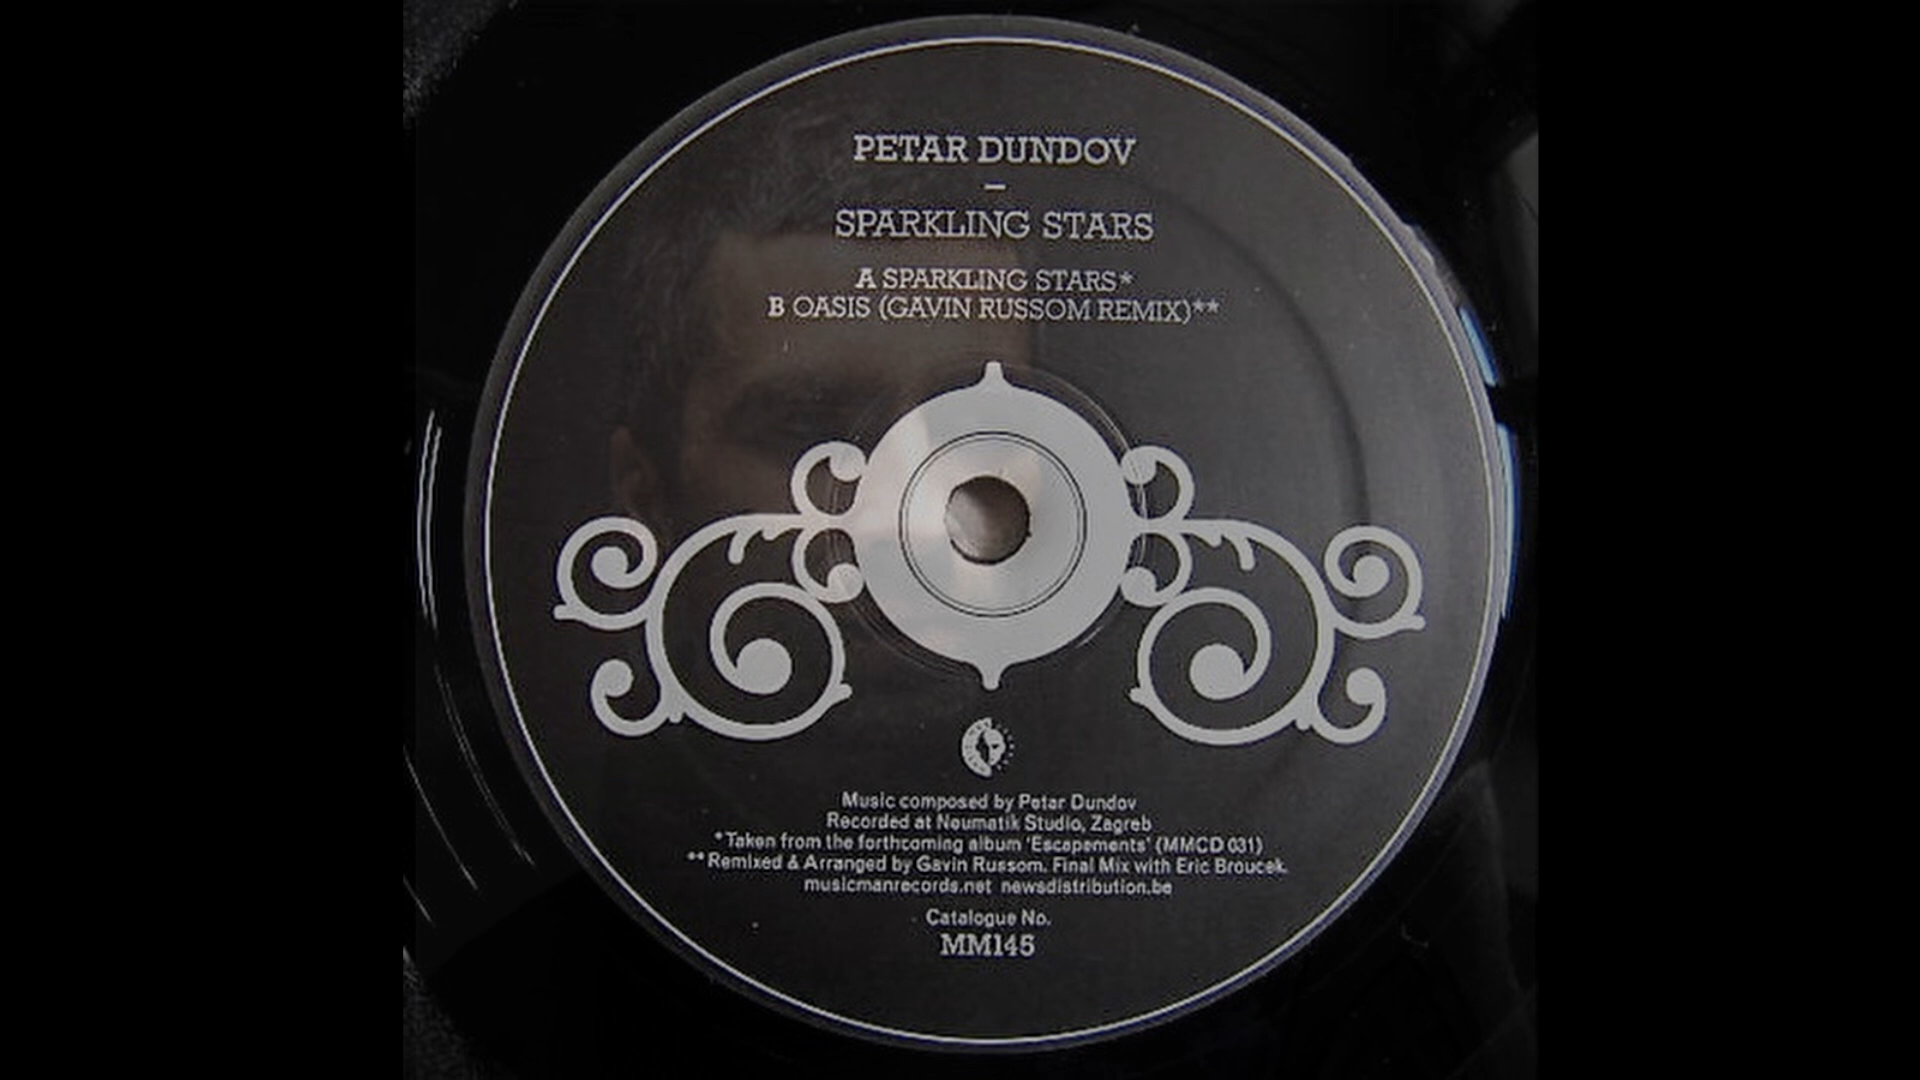 PETAR DUNDOV
–
SPARKLING STARS
A SPARKLING STARS*
B OASIS (GAVIN RUSSOM REMIX)**
Music composed by Petar Dundov
Recorded at Neumatik Studio, Zagreb
*Taken from the forthcoming album 'Escapements' (MMCD 031)
**Remixed & Arranged by Gavin Russom. Final Mix with Eric Broucek.
musicmanrecords.net newsdistribution.be
Catalogue No.
MM145